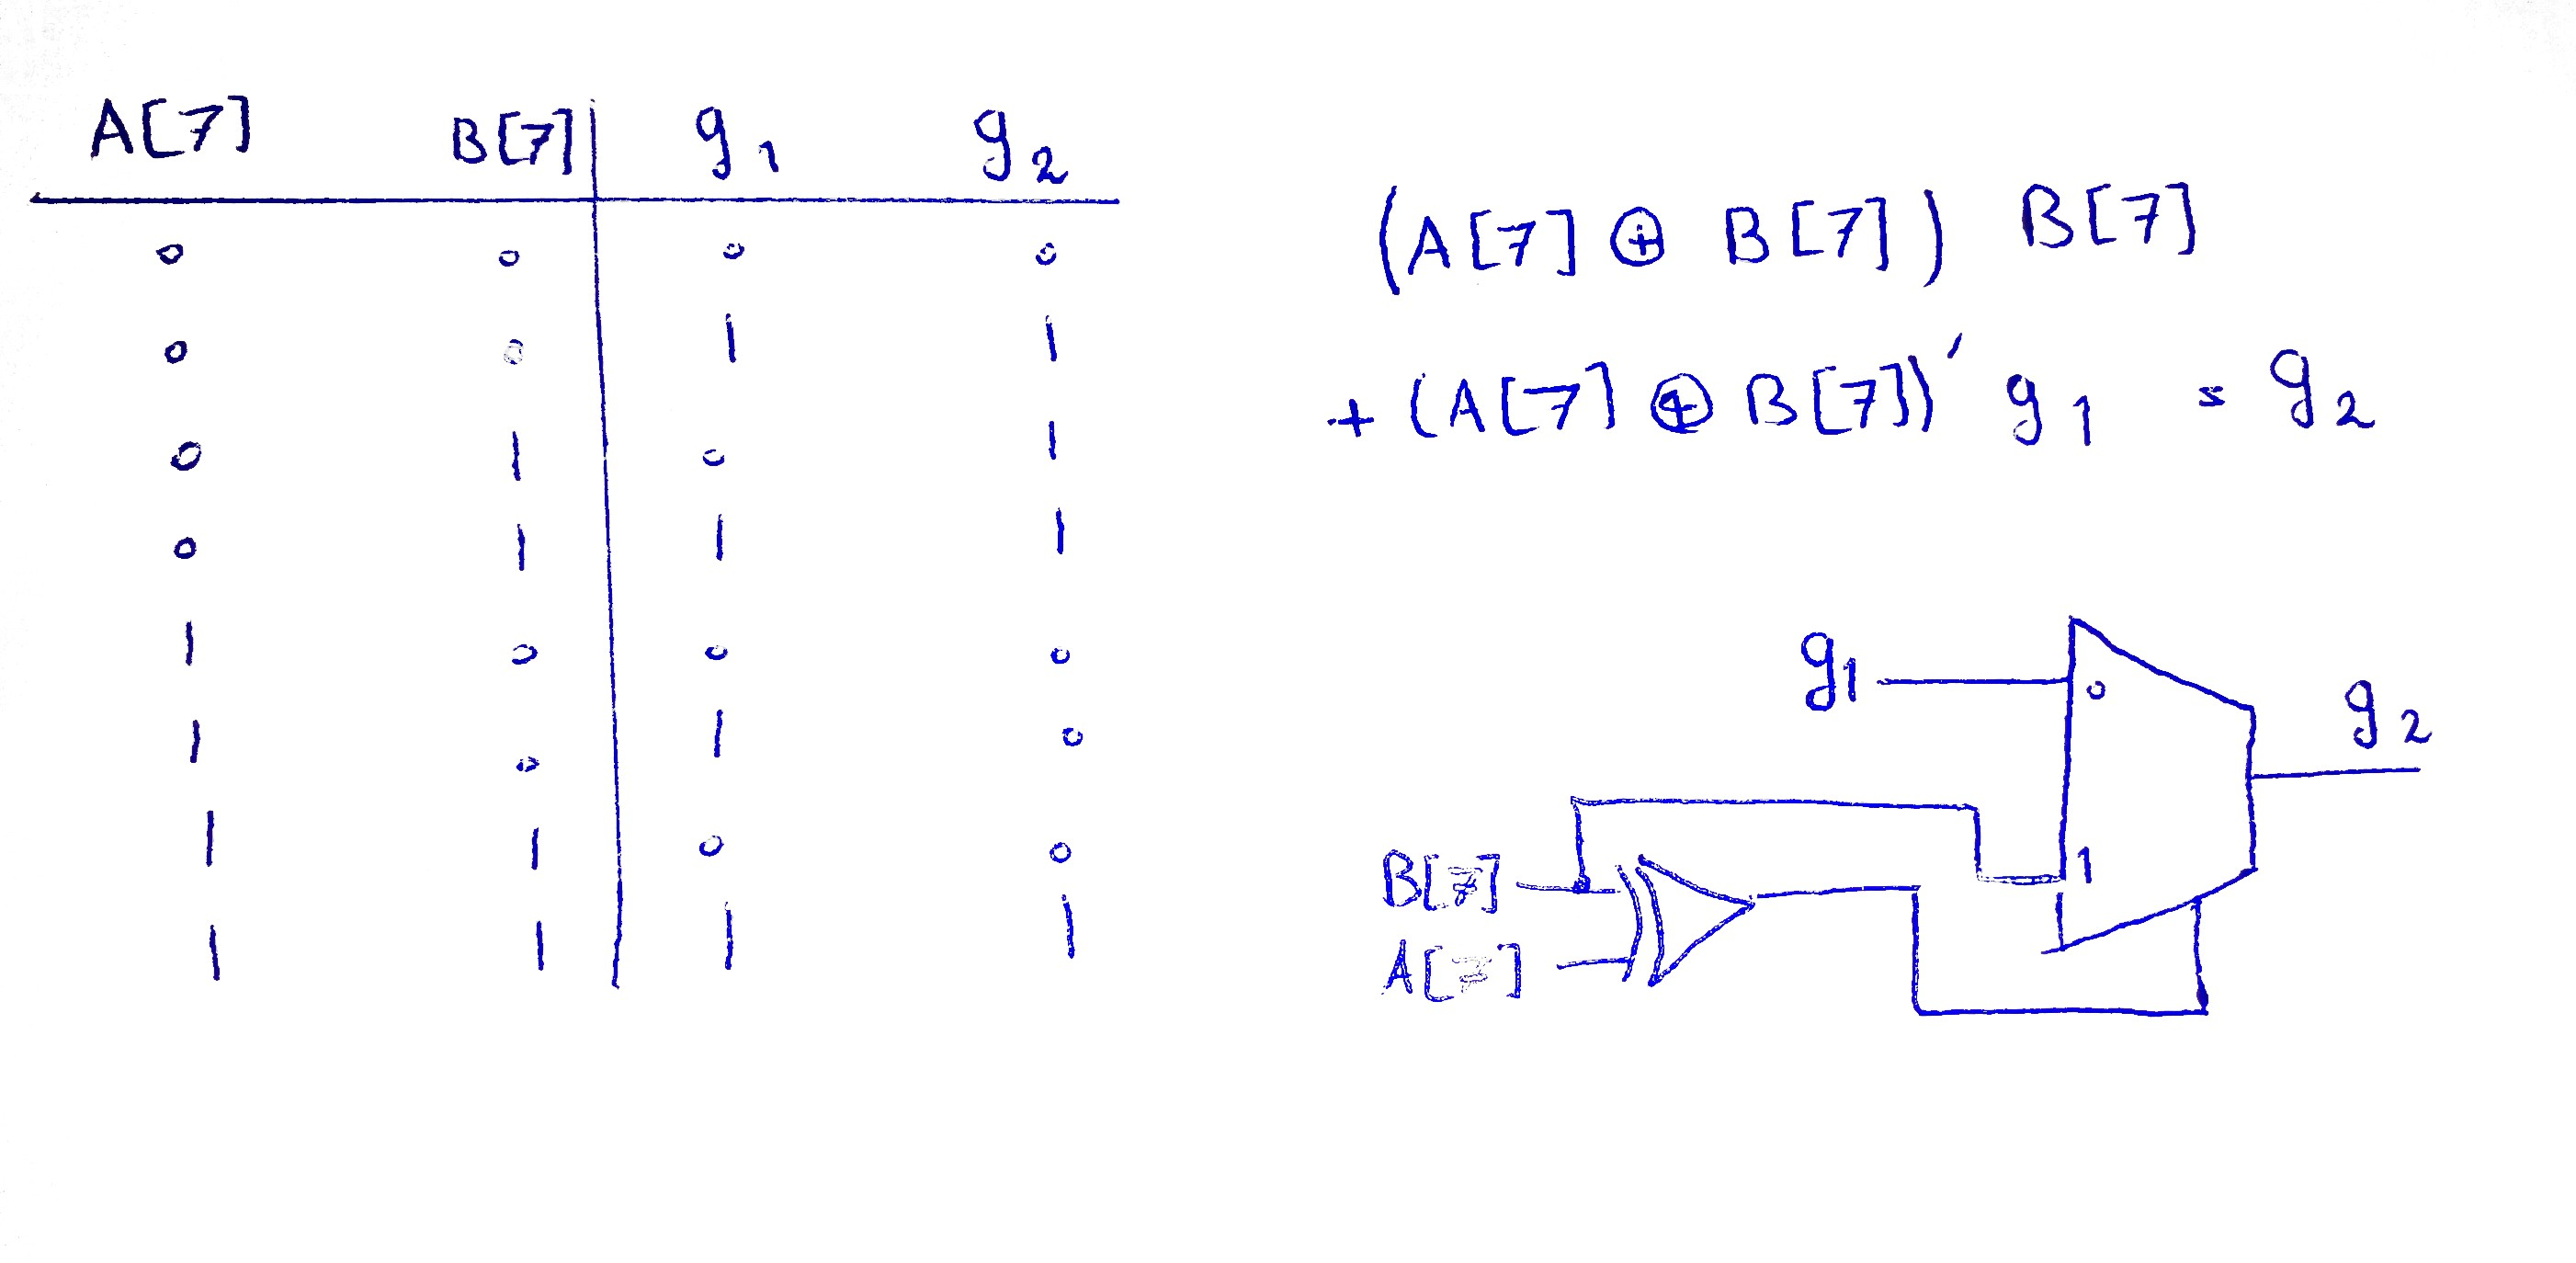 A[7] B[7] g1 g2
0 0 0 0
0 0 1 1
0 1 0 1
0 1 1 1
1 0 0 0
1 0 1 0
1 1 0 0
1 1 1 1
(A[7] ⊕ B[7]) B[7]
+ (A[7] ⊕ B[7])' g1 = g2
g1
0
g2
B[7]
1
A[7]